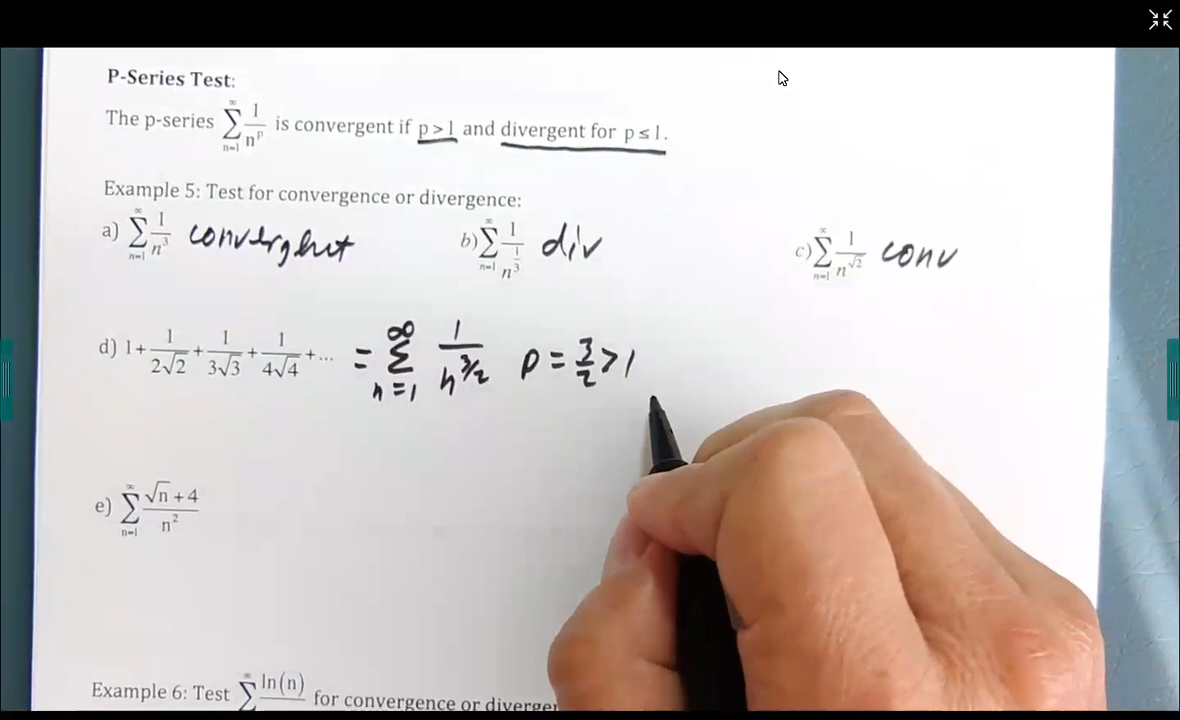 P-Series Test:
The p-series ∑_{n=1}^{∞} 1/n^p is convergent if p > 1 and divergent for p ≤ 1.
Example 5: Test for convergence or divergence:
a) ∑_{n=1}^{∞} 1/n^3 converghut b) ∑_{n=1}^{∞} 1/n^{1/3} div c) ∑_{n=1}^{∞} 1/n^{√2} conv
d) 1 + 1/(2√2) + 1/(3√3) + 1/(4√4) + ... = ∑_{n=1}^{∞} 1/n^{3/2} p = 3/2 > 1
e) ∑_{n=1}^{∞} (√n + 4)/n^2
Example 6: Test ∑^{∞} ln(n) for convergence or